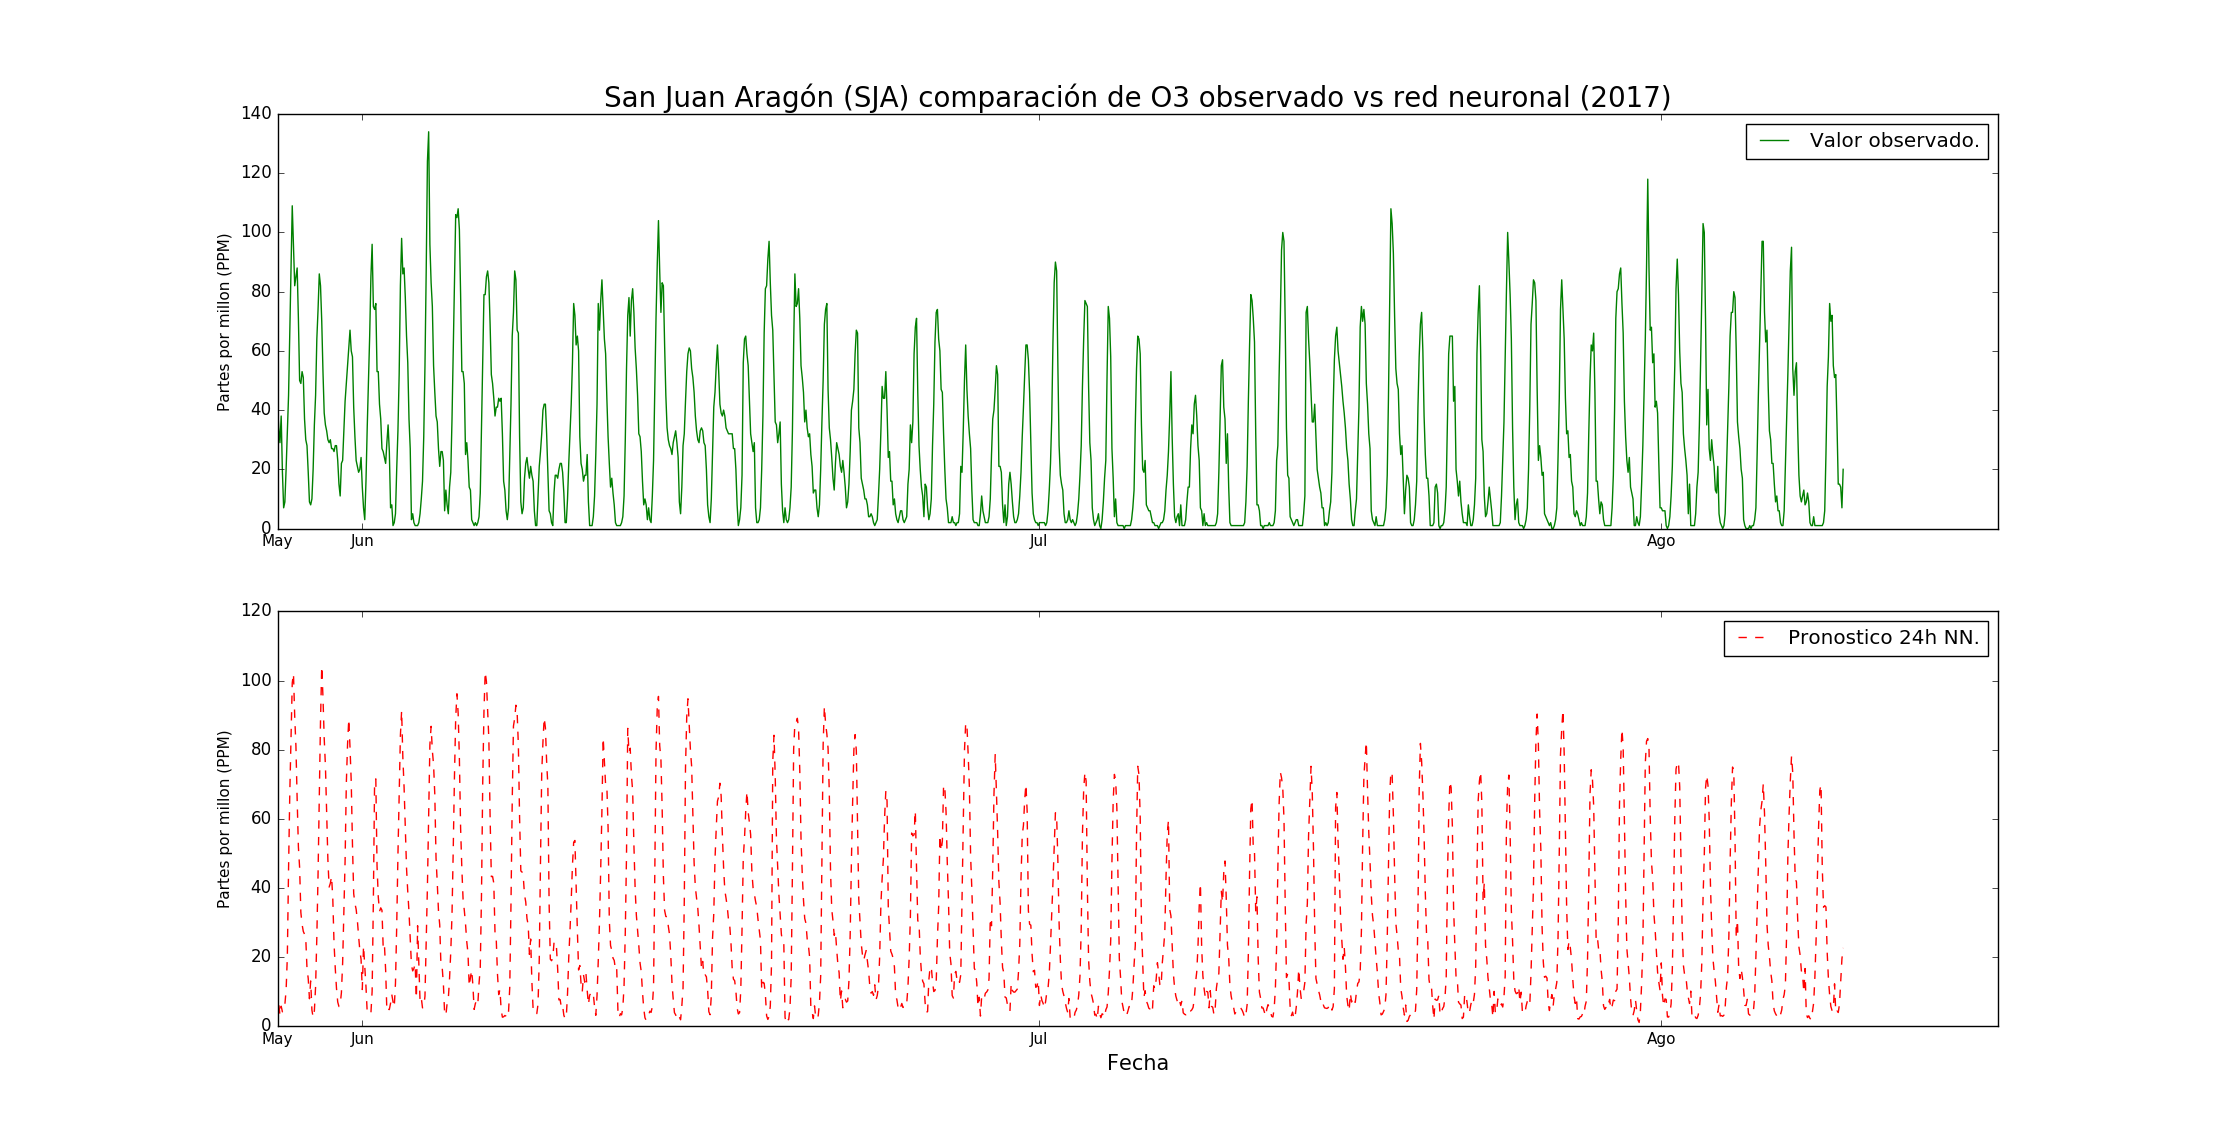 San Juan Aragón (SJA) comparación de O3 observado vs red neuronal (2017)
140
120
100
80
60
40
20
0
Partes por millon (PPM)
Valor observado.
May Jun Jul Ago
120
100
80
60
40
20
0
Partes por millon (PPM)
Pronostico 24h NN.
May Jun Jul Ago
Fecha